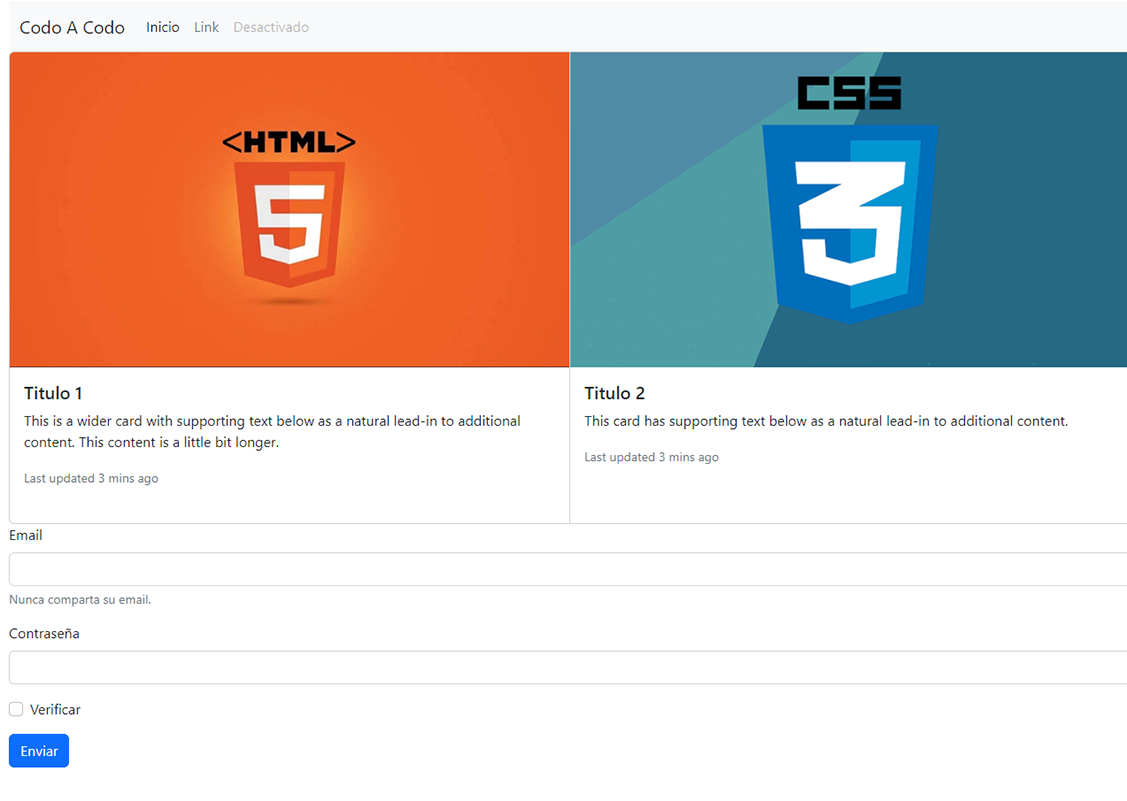 Codo A Codo Inicio Link Desactivado
<HTML>
5
CSS
3
Titulo 1
This is a wider card with supporting text below as a natural lead-in to additional
content. This content is a little bit longer.
Last updated 3 mins ago
Titulo 2
This card has supporting text below as a natural lead-in to additional content.
Last updated 3 mins ago
Email
Nunca comparta su email.
Contraseña
Verificar
Enviar